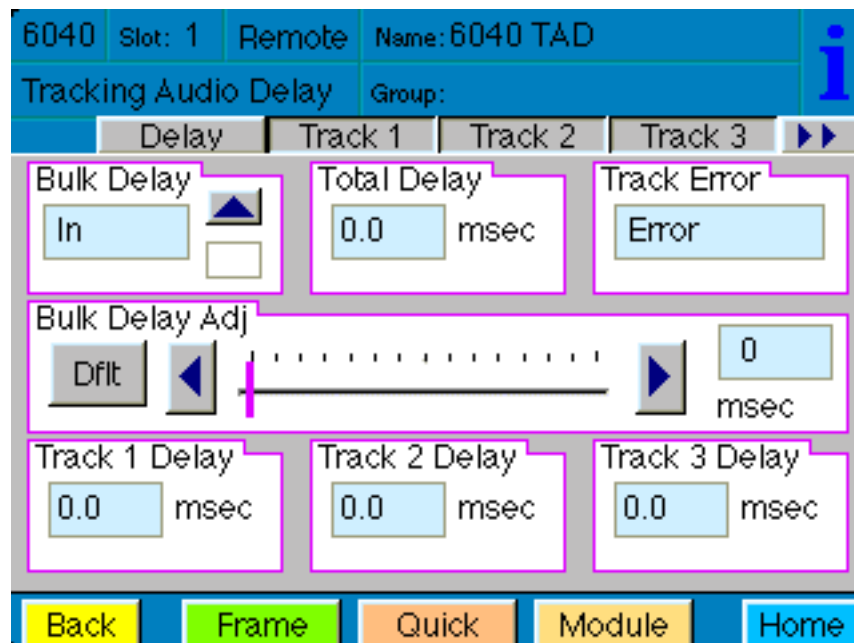 6040 Slot: 1 Remote Name: 6040 TAD
Tracking Audio Delay Group:
i
Delay Track 1 Track 2 Track 3
Bulk Delay Total Delay Track Error
In 0.0 msec Error
Bulk Delay Adj
Dflt 0
msec
Track 1 Delay Track 2 Delay Track 3 Delay
0.0 msec 0.0 msec 0.0 msec
Back Frame Quick Module Home